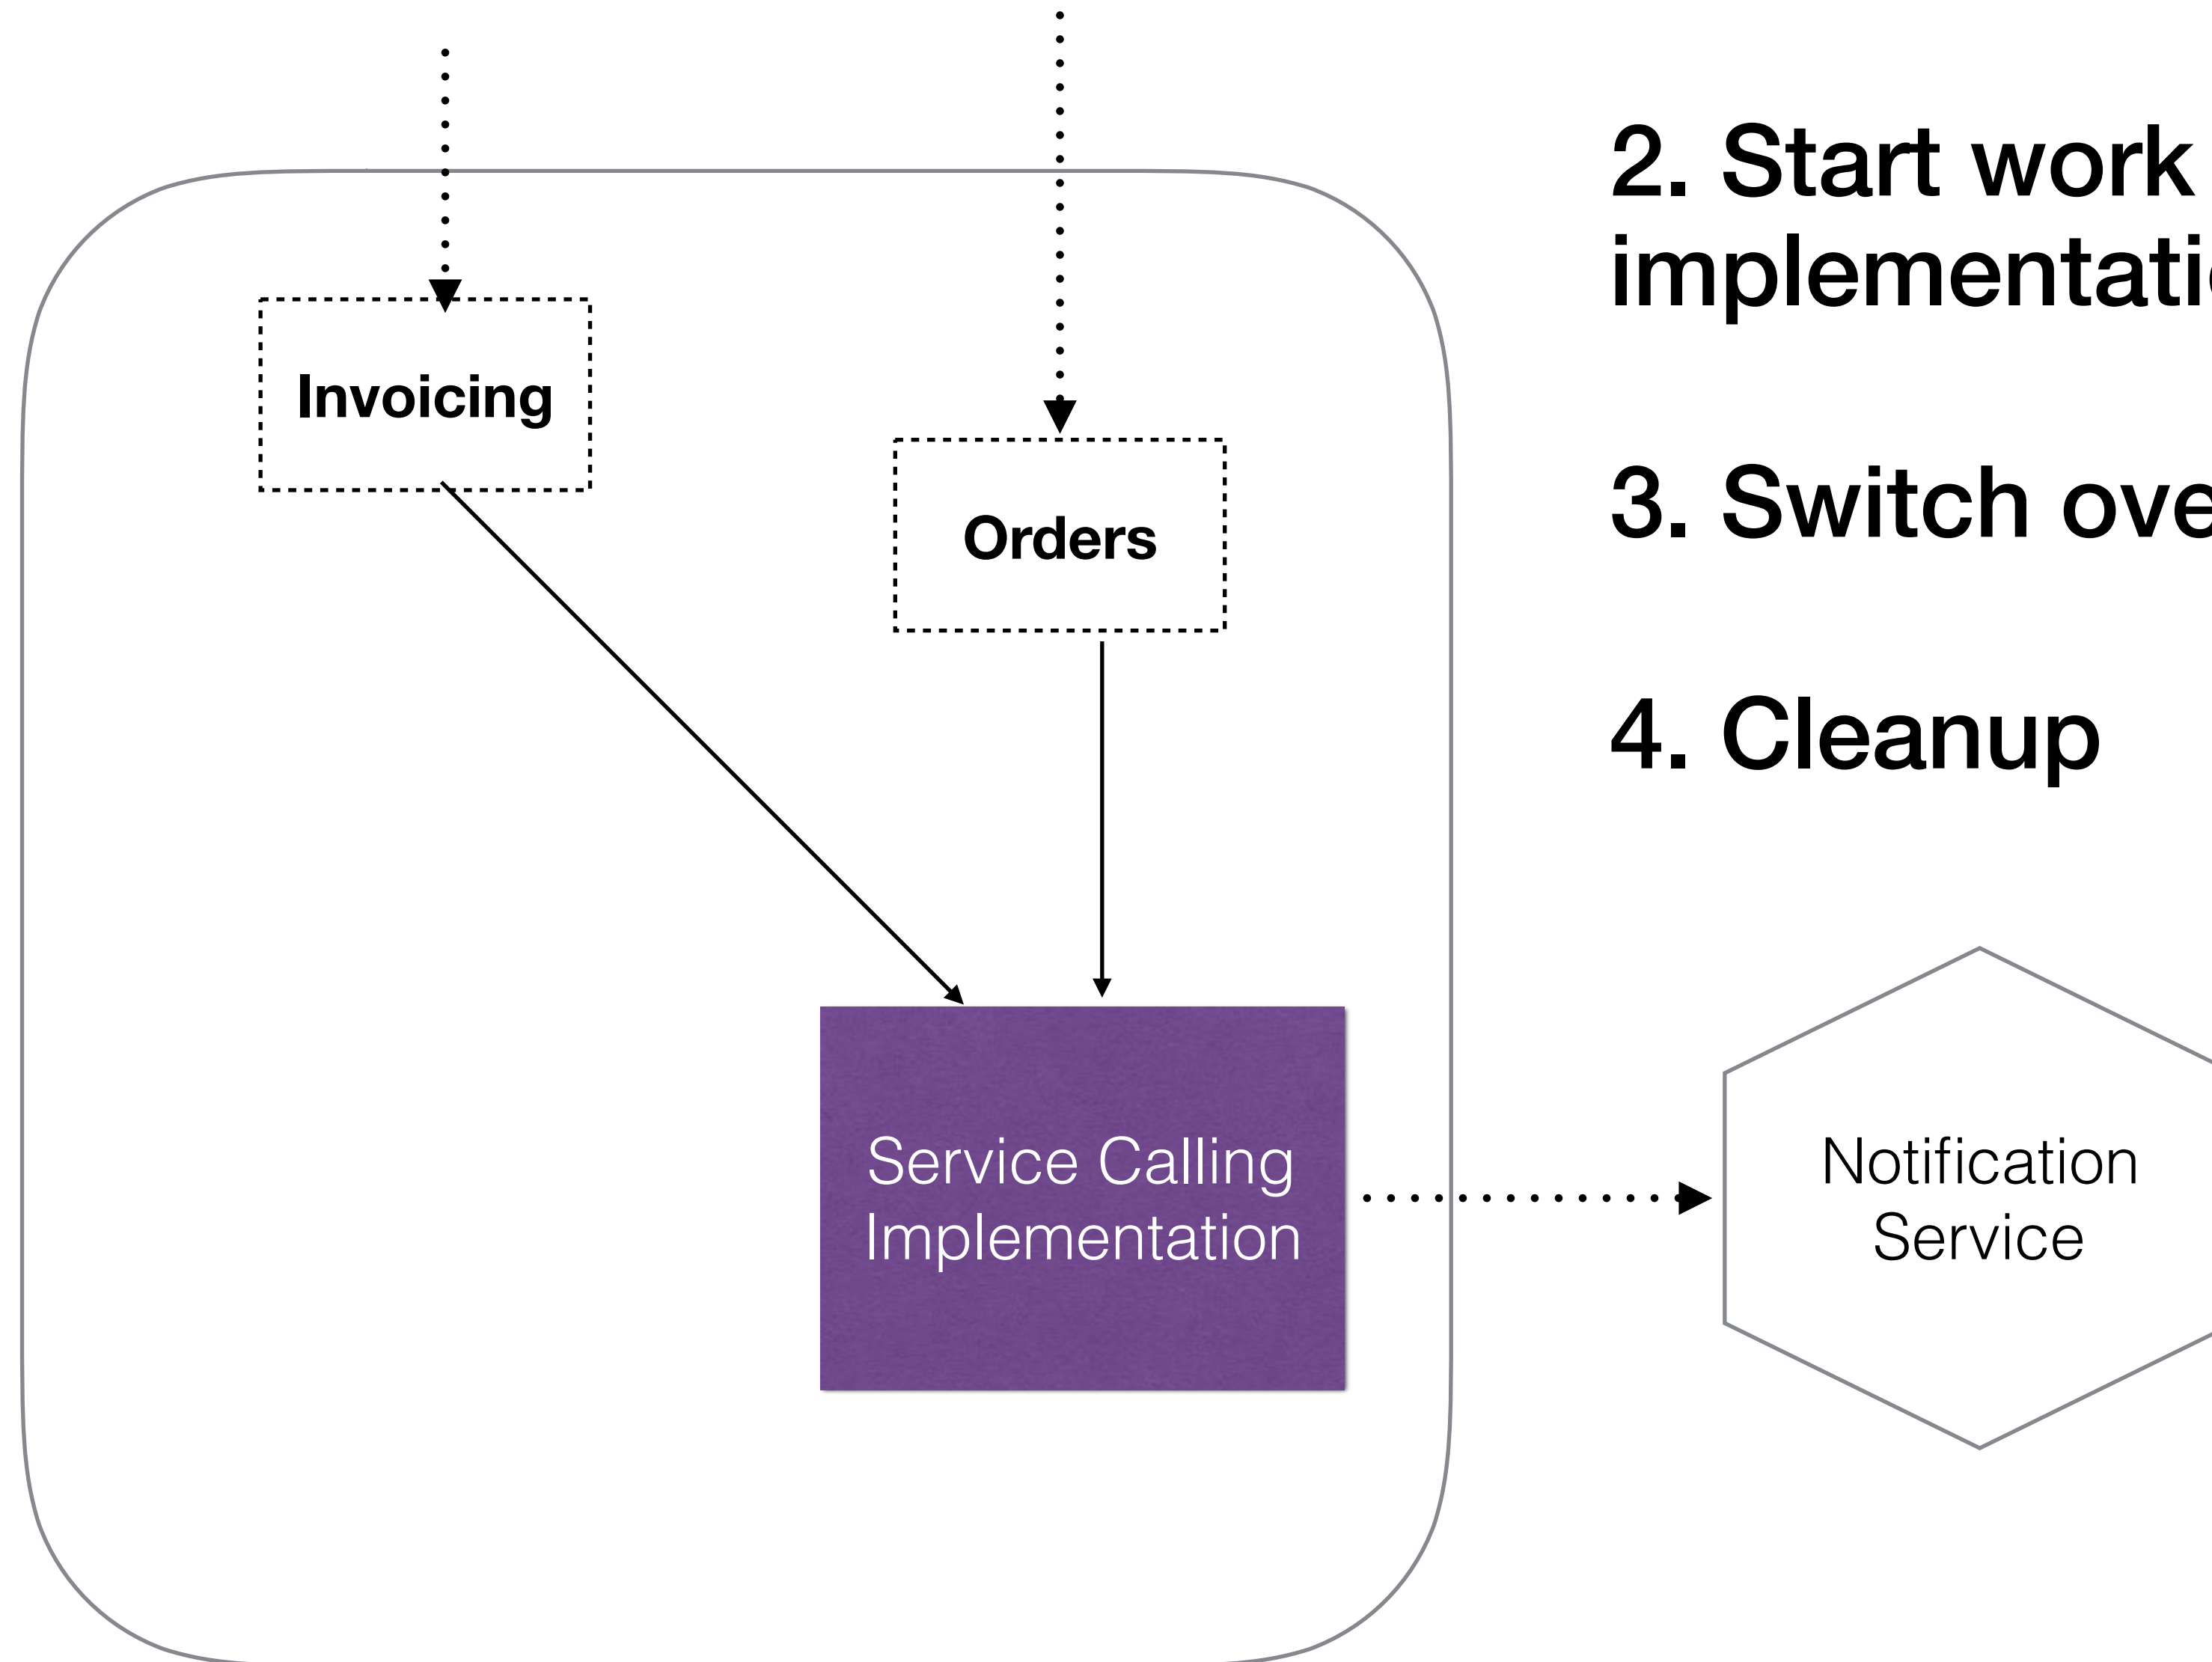 2. Start work
implementati
3. Switch ove
4. Cleanup
Invoicing
Orders
Service Calling
Implementation
Notification
Service